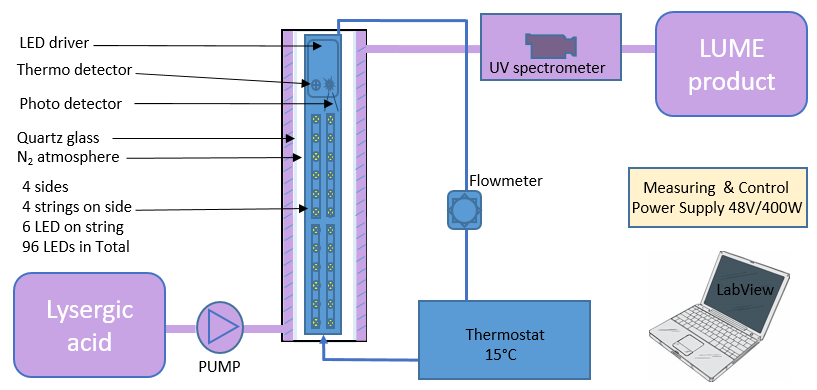 LED driver
Thermo detector
Photo detector
Quartz glass
N₂ atmosphere
4 sides
4 strings on side
6 LED on string
96 LEDs in Total
Lysergic
acid
PUMP
UV spectrometer
LUME
product
Flowmeter
Measuring & Control
Power Supply 48V/400W
LabView
Thermostat
15°C